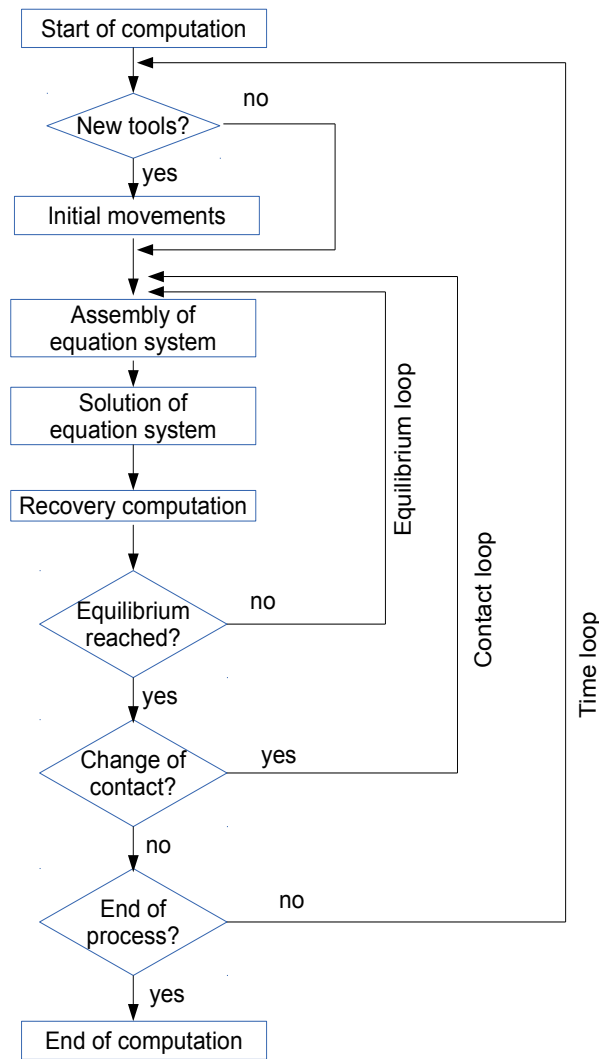 Start of computation
no
New tools?
yes
Initial movements
Assembly of
equation system
Solution of
equation system
Recovery computation
Equilibrium loop
Contact loop
Time loop
Equilibrium
reached?
no
yes
Change of
contact?
yes
no
End of
process?
no
yes
End of computation